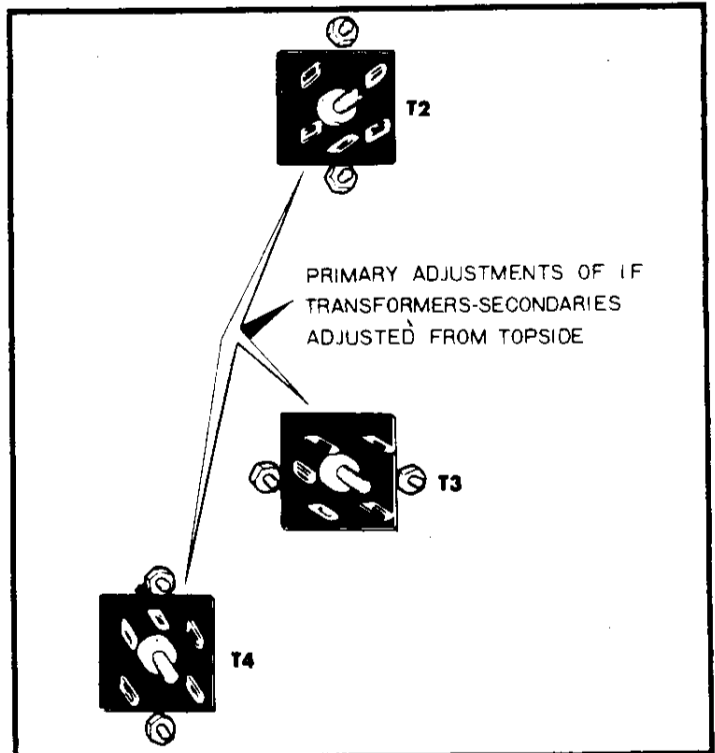 T2
PRIMARY ADJUSTMENTS OF IF
TRANSFORMERS-SECONDARIES
ADJUSTED FROM TOPSIDE
T3
T4